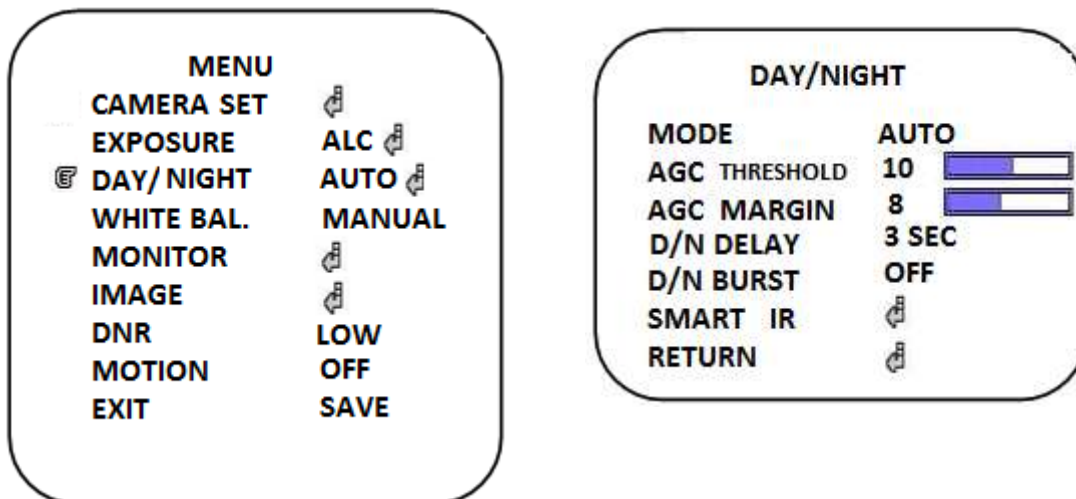 MENU
CAMERA SET
EXPOSURE ALC
DAY/ NIGHT AUTO
WHITE BAL. MANUAL
MONITOR
IMAGE
DNR LOW
MOTION OFF
EXIT SAVE
DAY/NIGHT
MODE AUTO
AGC THRESHOLD 10
AGC MARGIN 8
D/N DELAY 3 SEC
D/N BURST OFF
SMART IR
RETURN